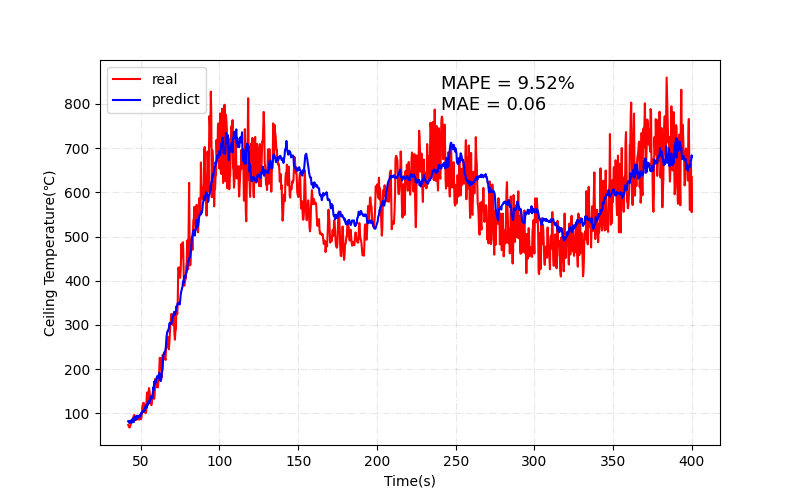 real
predict
MAPE = 9.52%
MAE = 0.06
Ceiling Temperature(℃)
800
700
600
500
400
300
200
100
50
100
150
200
250
300
350
400
Time(s)